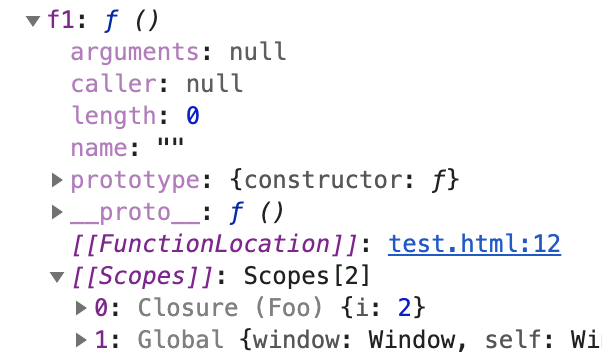 ▼f1: ƒ ()
arguments: null
caller: null
length: 0
name: ""
▶prototype: {constructor: ƒ}
▶__proto__: ƒ ()
[[FunctionLocation]]: test.html:12
▼[[Scopes]]: Scopes[2]
▶0: Closure (Foo) {i: 2}
▶1: Global {window: Window, self: Wi